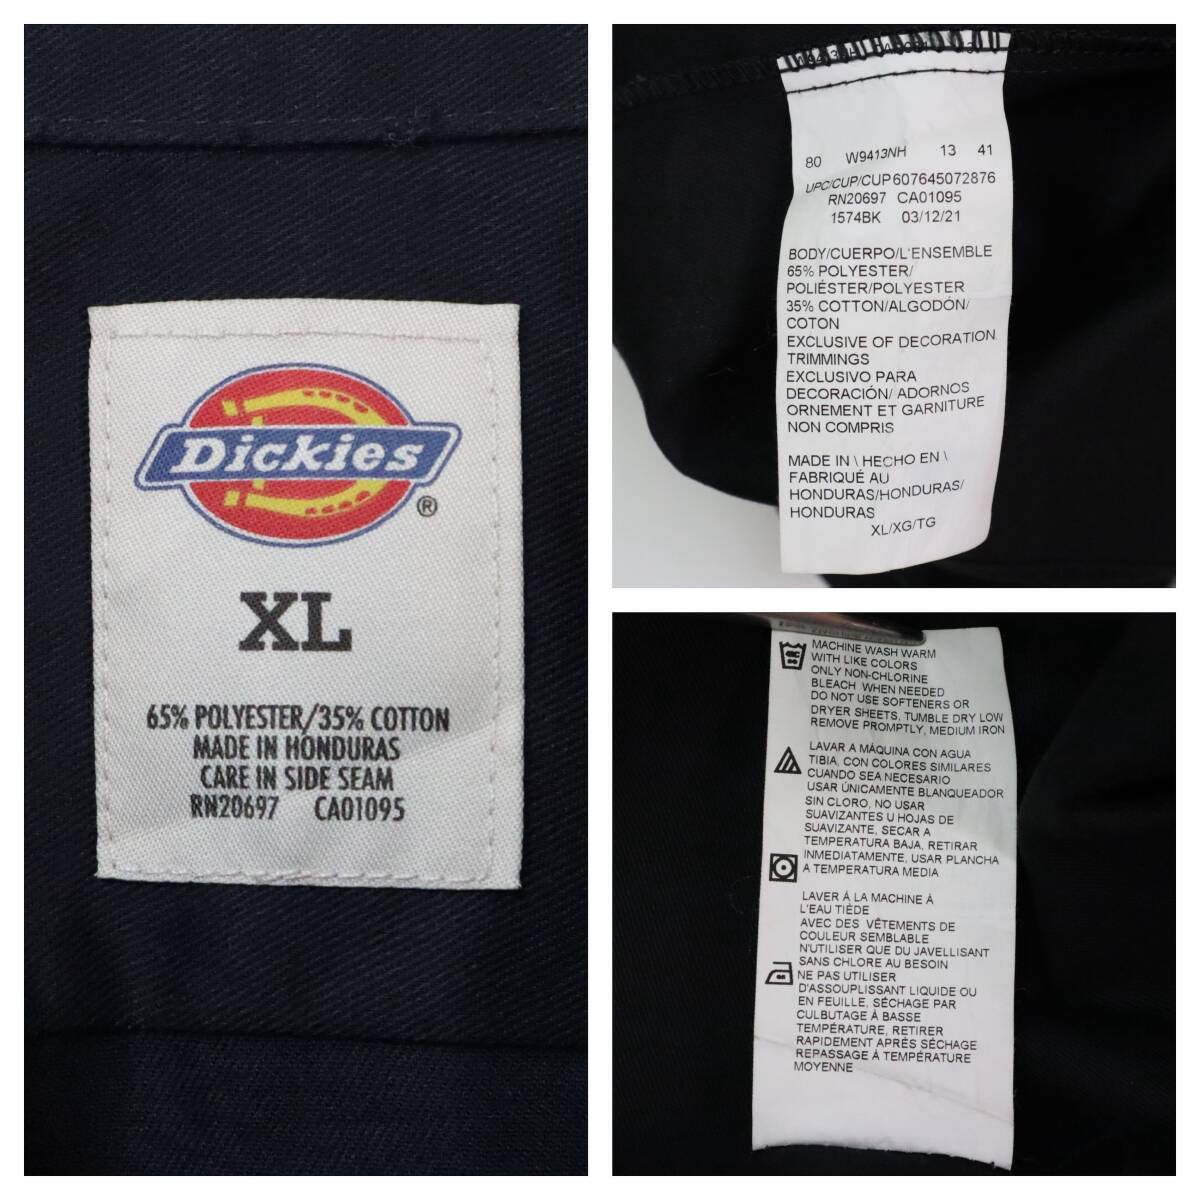 Dickies
®
XL
65% POLYESTER/35% COTTON
MADE IN HONDURAS
CARE IN SIDE SEAM
RN20697 CA01095
80 W9413NH 13 41
UPC/CUP/CUP607645072876
RN20697 CA01095
1574BK 03/12/21
BODY/CUERPO/L'ENSEMBLE
65% POLYESTER/
POLIÉSTER/POLYESTER
35% COTTON/ALGODÓN/
COTON
EXCLUSIVE OF DECORATION
TRIMMINGS
EXCLUSIVO PARA
DECORACIÓN/ ADORNOS
ORNEMENT ET GARNITURE
NON COMPRIS
MADE IN \ HECHO EN \
FABRIQUÉ AU
HONDURAS/HONDURAS/
HONDURAS
XL/XG/TG
MACHINE WASH WARM
WITH LIKE COLORS
ONLY NON-CHLORINE
BLEACH WHEN NEEDED
DO NOT USE SOFTENERS OR
DRYER SHEETS, TUMBLE DRY LOW
REMOVE PROMPTLY, MEDIUM IRON
LAVAR A MÁQUINA CON AGUA
TIBIA, CON COLORES SIMILARES
CUANDO SEA NECESARIO
USAR ÚNICAMENTE BLANQUEADOR
SIN CLORO, NO USAR
SUAVIZANTES U HOJAS DE
SUAVIZANTE, SECAR A
TEMPERATURA BAJA, RETIRAR
INMEDIATAMENTE, USAR PLANCHA
A TEMPERATURA MEDIA
LAVER À LA MACHINE À
L'EAU TIÈDE
AVEC DES VÊTEMENTS DE
COULEUR SEMBLABLE
N'UTILISER QUE DU JAVELLISANT
SANS CHLORE AU BESOIN
NE PAS UTILISER
D'ASSOUPLISSANT LIQUIDE OU
EN FEUILLE, SÉCHAGE PAR
CULBUTAGE À BASSE
TEMPÉRATURE, RETIRER
RAPIDEMENT APRÈS SÉCHAGE
REPASSAGE À TEMPÉRATURE
MOYENNE